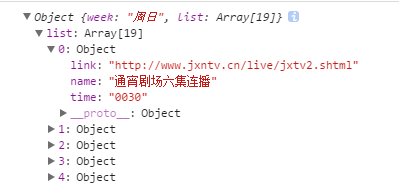 Object {week: "周日", list: Array[19]}
list: Array[19]
0: Object
link: "http://www.jxntv.cn/live/jxtv2.shtml"
name: "通宵剧场六集连播"
time: "0030"
__proto__: Object
1: Object
2: Object
3: Object
4: Object